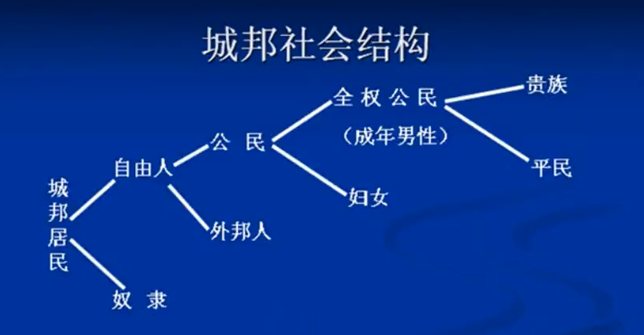 城邦社会结构
贵族
全权公民
（成年男性）
公民
平民
自由人
妇女
城邦居民
外邦人
奴隶